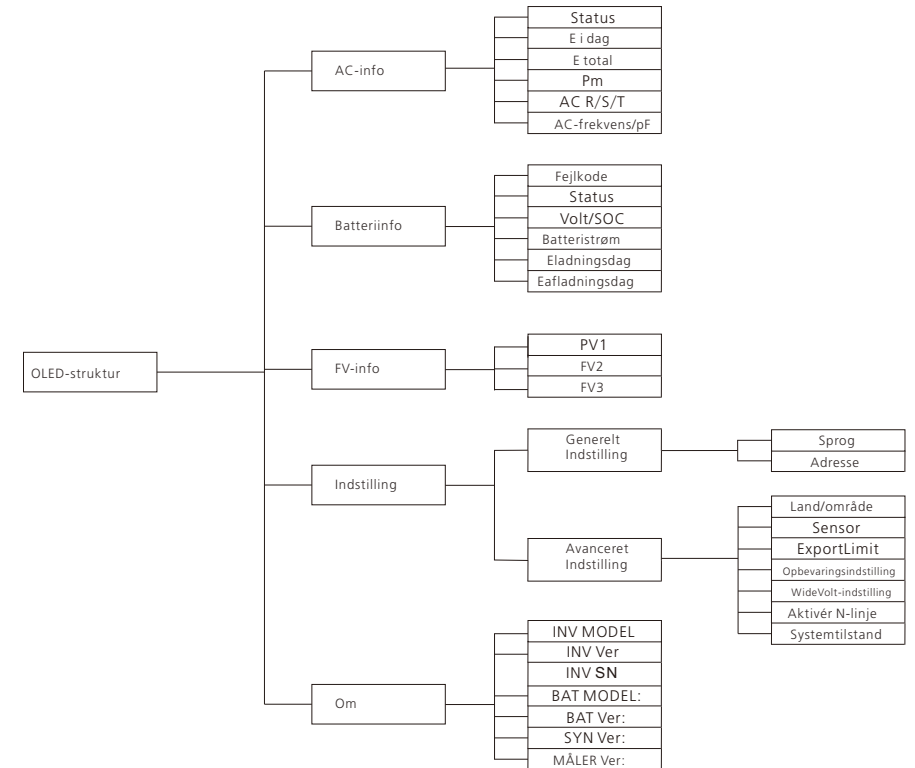 OLED-struktur
AC-info
Status
E i dag
E total
Pm
AC R/S/T
AC-frekvens/pF
Batteriinfo
Fejlkode
Status
Volt/SOC
Batteristrøm
Eladningsdag
Eafladningsdag
FV-info
PV1
FV2
FV3
Indstilling
Generelt
Indstilling
Sprog
Adresse
Avanceret
Indstilling
Land/område
Sensor
ExportLimit
Opbevaringsindstilling
WideVolt-indstilling
Aktivér N-linje
Systemtilstand
Om
INV MODEL
INV Ver
INV SN
BAT MODEL:
BAT Ver:
SYN Ver:
MÅLER Ver: